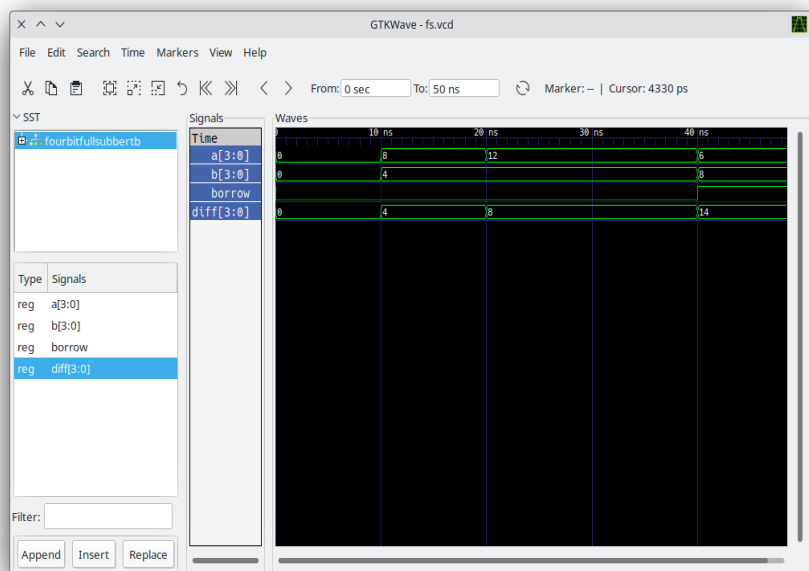 GTKWave - fs.vcd
File Edit Search Time Markers View Help
From: 0 sec To: 50 ns Marker: -- | Cursor: 4330 ps
SST
fourbitfullsubbertb
Type Signals
reg a[3:0]
reg b[3:0]
reg borrow
reg diff[3:0]
Filter:
Append Insert Replace
Signals
Time
a[3:0]
b[3:0]
borrow
diff[3:0]
Waves
10 ns 20 ns 30 ns 40 ns
0 8 12 6
0 4 8
0 4 8 14